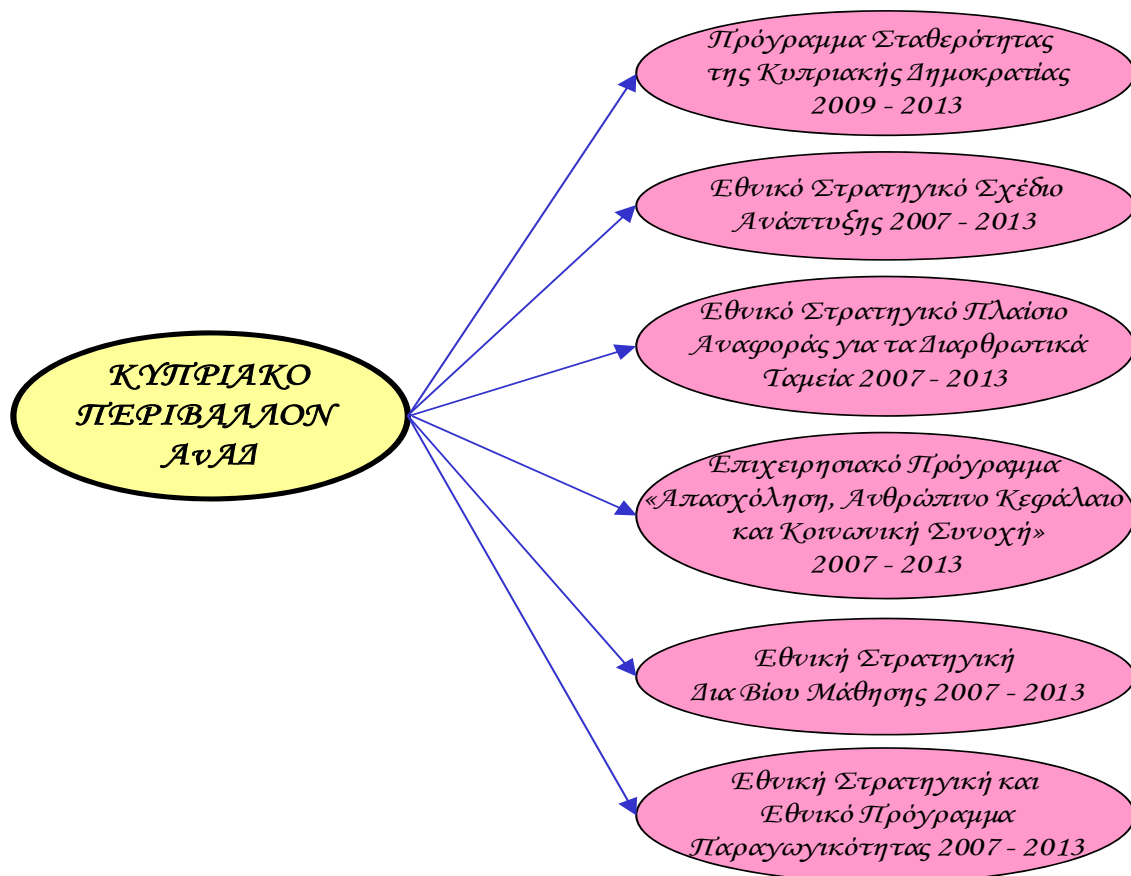 Πρόγραμμα Σταθερότητας
της Κυπριακής Δημοκρατίας
2009 - 2013
Εθνικό Στρατηγικό Σχέδιο
Ανάπτυξης 2007 - 2013
Εθνικό Στρατηγικό Πλαίσιο
Αναφοράς για τα Διαρθρωτικά
Ταμεία 2007 - 2013
ΚΥΠΡΙΑΚΟ
ΠΕΡΙΒΑΛΛΟΝ
ΑνΑΔ
Επιχειρησιακό Πρόγραμμα
«Απασχόληση, Ανθρώπινο Κεφάλαιο
και Κοινωνική Συνοχή»
2007 - 2013
Εθνική Στρατηγική
Δια Βίου Μάθησης 2007 - 2013
Εθνική Στρατηγική και
Εθνικό Πρόγραμμα
Παραγωγικότητας 2007 - 2013